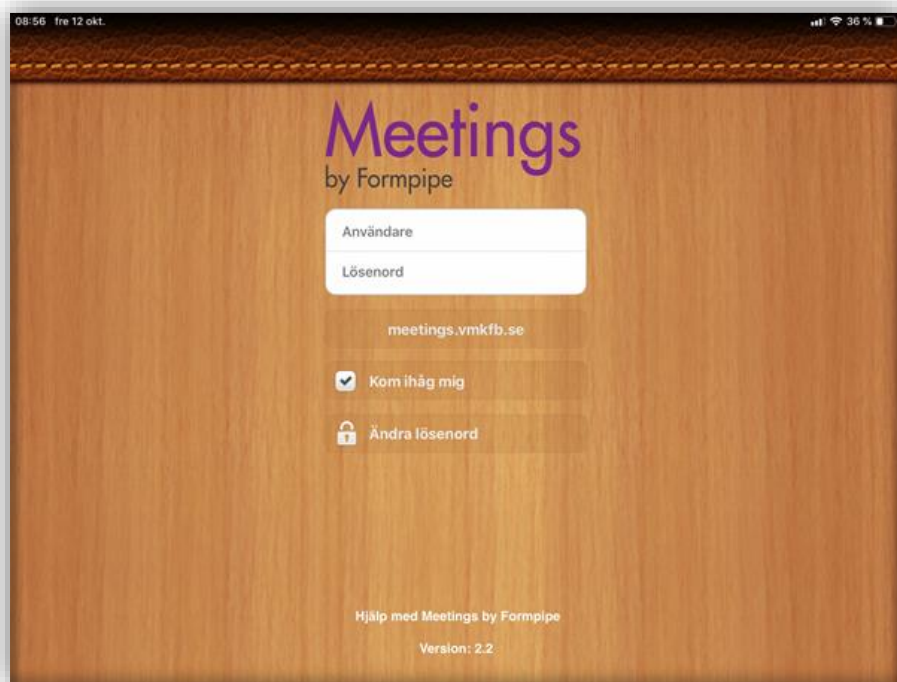 08:56 fre 12 okt.
36 %
Meetings
by Formpipe
Användare
Lösenord
meetings.vmkfb.se
Kom ihåg mig
Ändra lösenord
Hjälp med Meetings by Formpipe
Version: 2.2